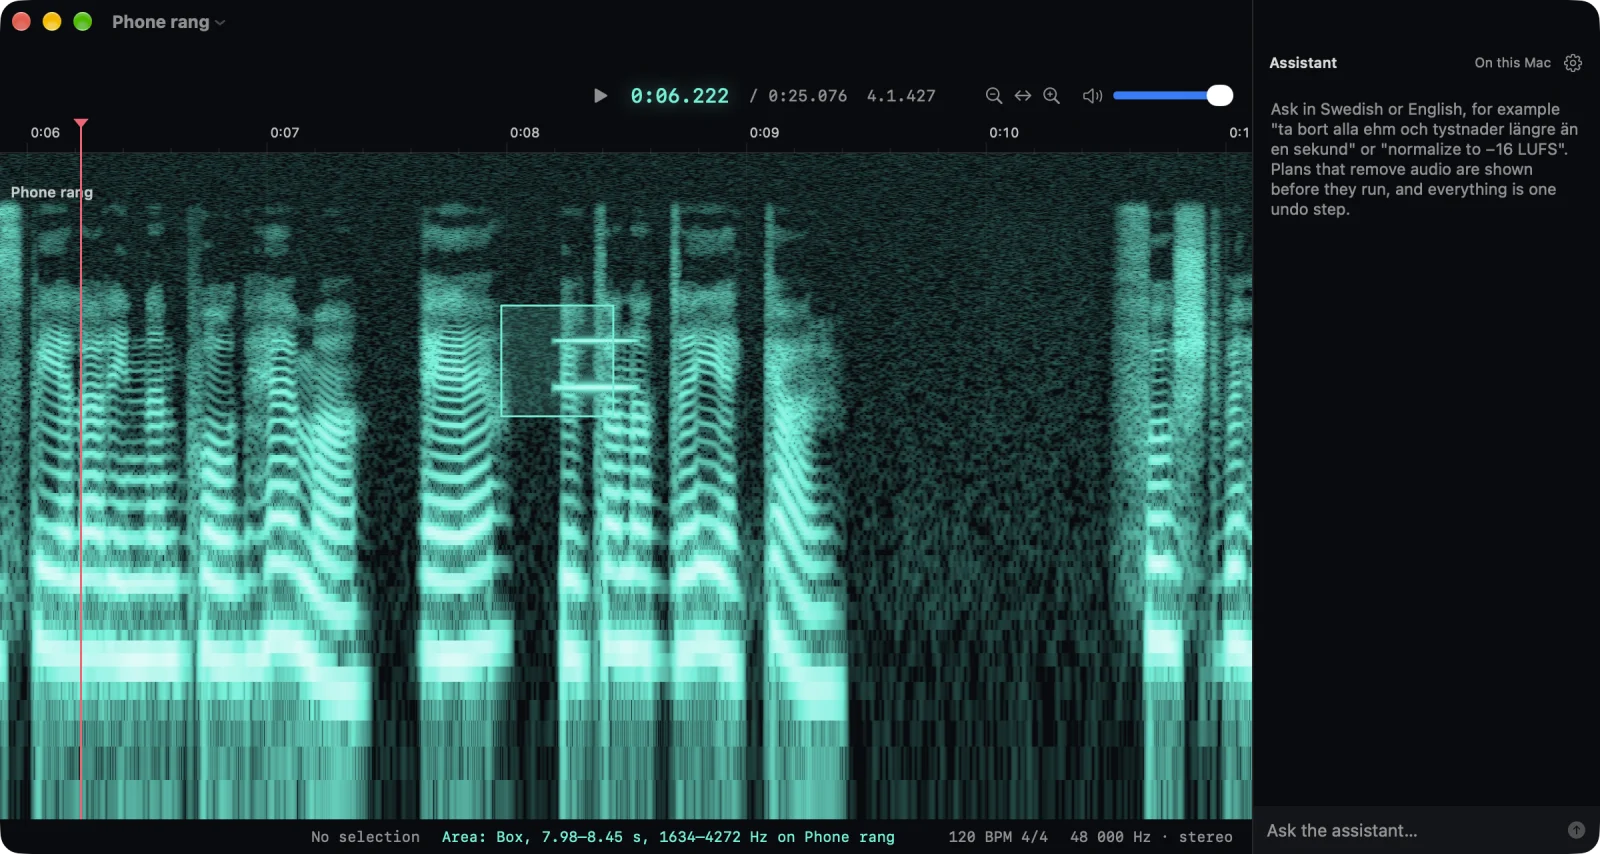 Phone rang
0:06.222 / 0:25.076 4.1.427
0:06 0:07 0:08 0:09 0:10 0:1
Phone rang
No selection Area: Box, 7.98–8.45 s, 1634–4272 Hz on Phone rang 120 BPM 4/4 48 000 Hz · stereo
Assistant On this Mac
Ask in Swedish or English, for example
"ta bort alla ehm och tystnader längre än
en sekund" or "normalize to −16 LUFS".
Plans that remove audio are shown
before they run, and everything is one
undo step.
Ask the assistant...